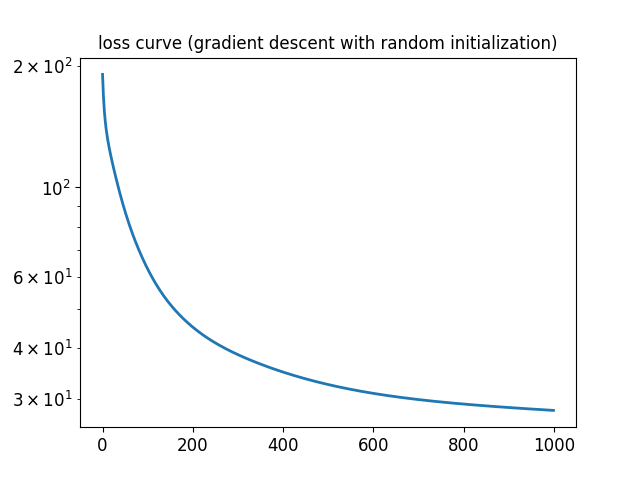 loss curve (gradient descent with random initialization)
2 × 10²
10²
6 × 10¹
4 × 10¹
3 × 10¹
0 200 400 600 800 1000